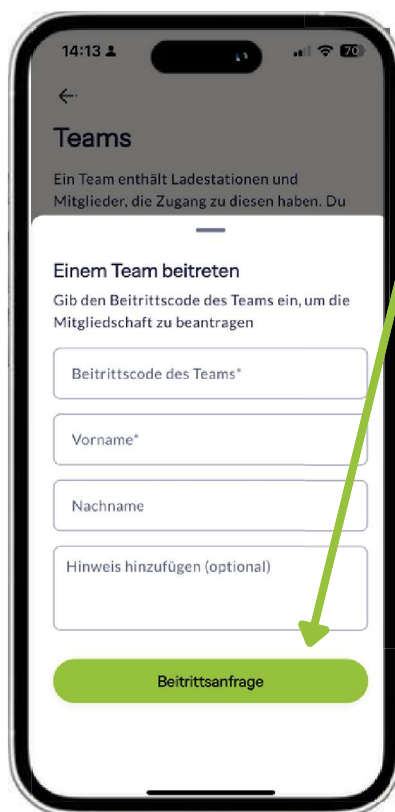 14:13
70
Teams
Ein Team enthält Ladestationen und
Mitglieder, die Zugang zu diesen haben. Du
Einem Team beitreten
Gib den Beitrittscode des Teams ein, um die
Mitgliedschaft zu beantragen
Beitrittscode des Teams*
Vorname*
Nachname
Hinweis hinzufügen (optional)
Beitrittsanfrage